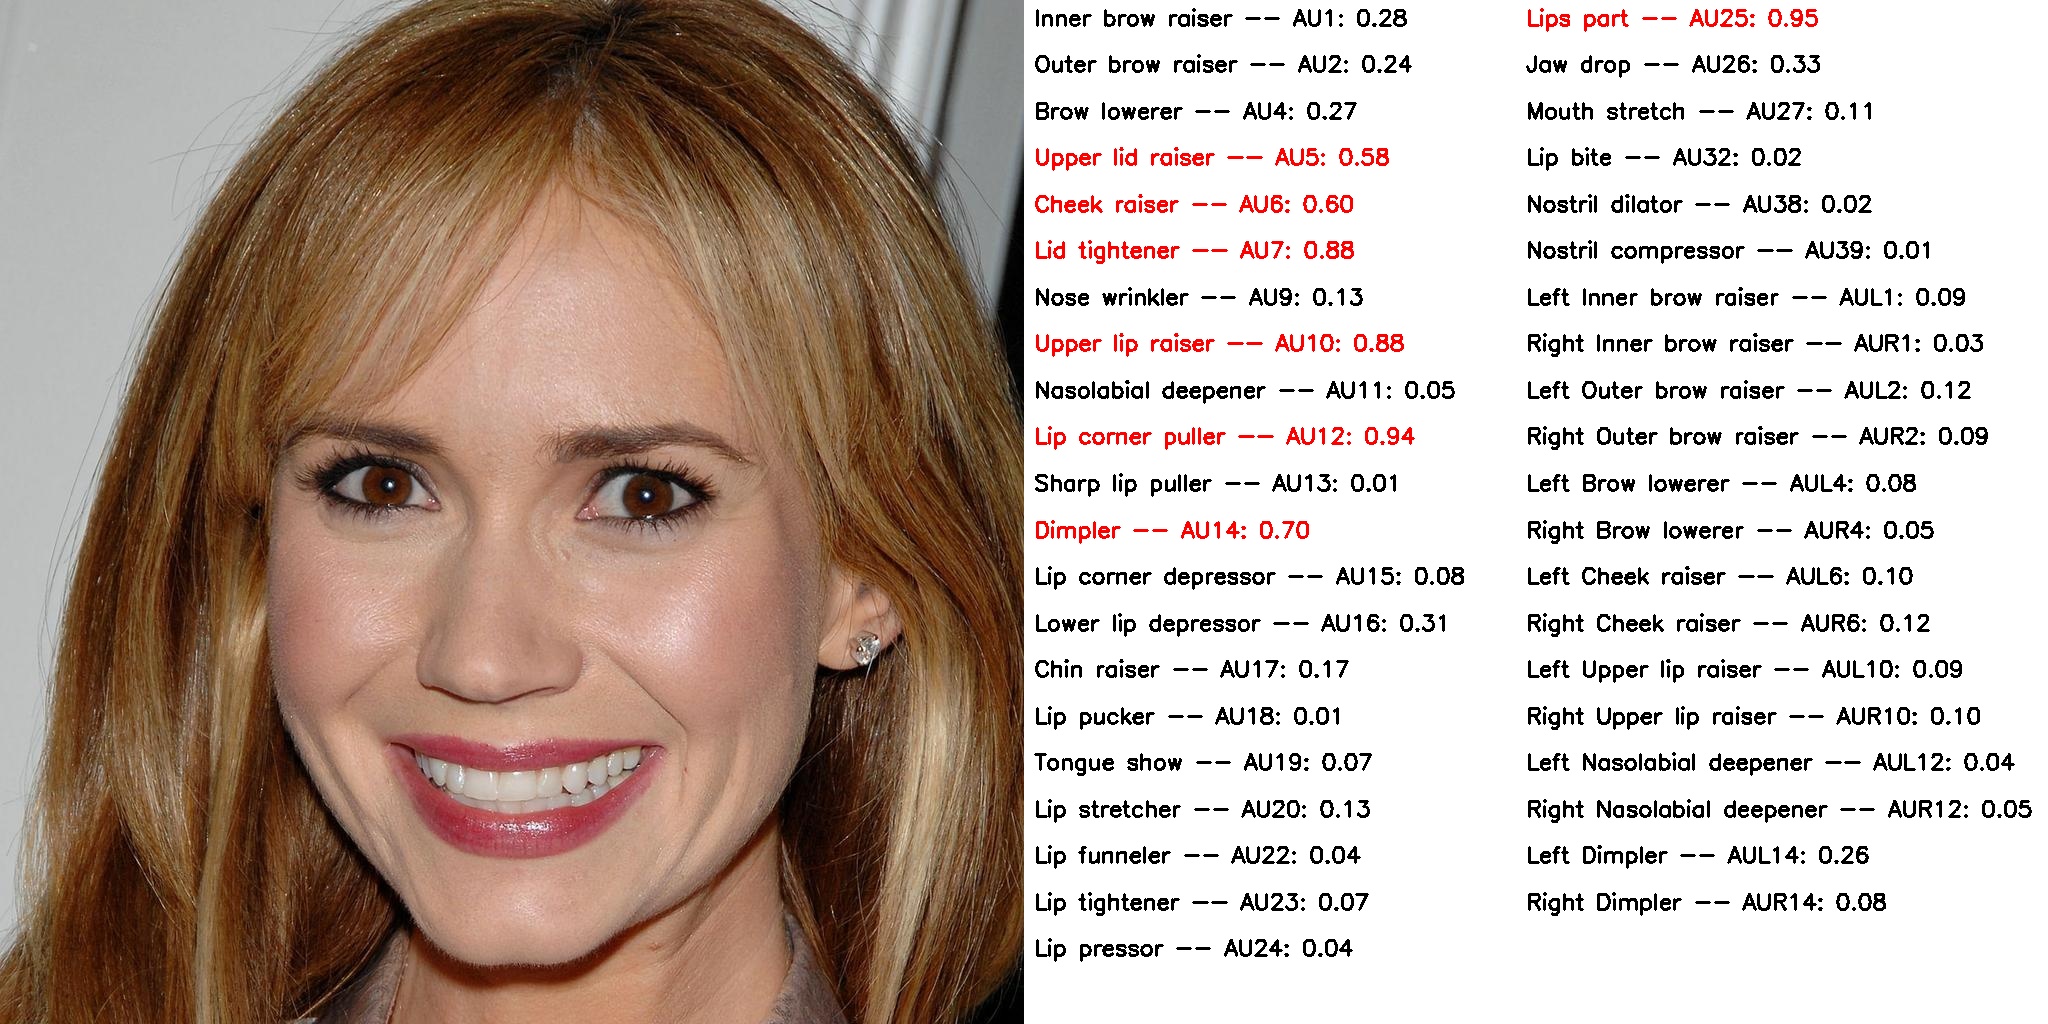 Inner brow raiser —— AU1: 0.28
Outer brow raiser —— AU2: 0.24
Brow lowerer —— AU4: 0.27
Upper lid raiser —— AU5: 0.58
Cheek raiser —— AU6: 0.60
Lid tightener —— AU7: 0.88
Nose wrinkler —— AU9: 0.13
Upper lip raiser —— AU10: 0.88
Nasolabial deepener —— AU11: 0.05
Lip corner puller —— AU12: 0.94
Sharp lip puller —— AU13: 0.01
Dimpler —— AU14: 0.70
Lip corner depressor —— AU15: 0.08
Lower lip depressor —— AU16: 0.31
Chin raiser —— AU17: 0.17
Lip pucker —— AU18: 0.01
Tongue show —— AU19: 0.07
Lip stretcher —— AU20: 0.13
Lip funneler —— AU22: 0.04
Lip tightener —— AU23: 0.07
Lip pressor —— AU24: 0.04
Lips part —— AU25: 0.95
Jaw drop —— AU26: 0.33
Mouth stretch —— AU27: 0.11
Lip bite —— AU32: 0.02
Nostril dilator —— AU38: 0.02
Nostril compressor —— AU39: 0.01
Left Inner brow raiser —— AUL1: 0.09
Right Inner brow raiser —— AUR1: 0.03
Left Outer brow raiser —— AUL2: 0.12
Right Outer brow raiser —— AUR2: 0.09
Left Brow lowerer —— AUL4: 0.08
Right Brow lowerer —— AUR4: 0.05
Left Cheek raiser —— AUL6: 0.10
Right Cheek raiser —— AUR6: 0.12
Left Upper lip raiser —— AUL10: 0.09
Right Upper lip raiser —— AUR10: 0.10
Left Nasolabial deepener —— AUL12: 0.04
Right Nasolabial deepener —— AUR12: 0.05
Left Dimpler —— AUL14: 0.26
Right Dimpler —— AUR14: 0.08